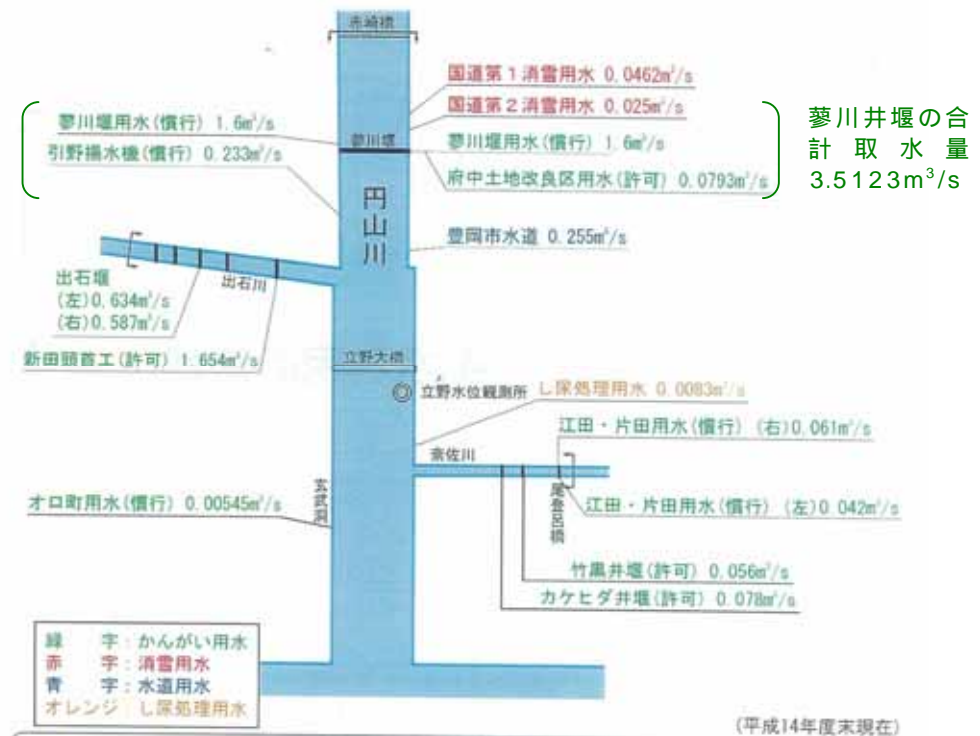 赤崎橋
国道第1消雪用水 0.0462m³/s
国道第2消雪用水 0.025m³/s
蓼川堰用水(慣行) 1.6m³/s
引野揚水機(慣行) 0.233m³/s
蓼川堰
蓼川堰用水(慣行) 1.6m³/s
府中土地改良区用水(許可) 0.0793m³/s
蓼川井堰の合
計取水量
3.5123m³/s
円山川
豊岡市水道 0.255m³/s
出石川
出石堰
(左)0.634m³/s
(右)0.587m³/s
新田頭首工(許可) 1.654m³/s
立野大橋
立野水位観測所
し尿処理用水 0.0083m³/s
江田・片田用水(慣行) (右)0.061m³/s
奈佐川
尾登呂橋
江田・片田用水(慣行) (左)0.042m³/s
玄武洞
オロ町用水(慣行) 0.00545m³/s
竹黒井堰(許可) 0.056m³/s
カケヒダ井堰(許可) 0.078m³/s
緑 字:かんがい用水
赤 字:消雪用水
青 字:水道用水
オレンジ:し尿処理用水
(平成14年度末現在)